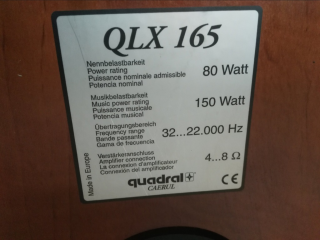 QLX 165
Nennbelastbarkeit
Power rating
Puissance nominale admissible
Potencia nominal
80 Watt
Musikbelastbarkeit
Music power rating
Puissance musicale
Potencia musical
150 Watt
Übertragungsbereich
Frequency range
Bande passante
Gama de frecuencia
32...22.000 Hz
Verstärkeranschluss
Amplifier connection
La connexion d'amplificateur
Connexión del amplificador
4...8 Ω
Made in Europe
quadral
CAERUL
CE